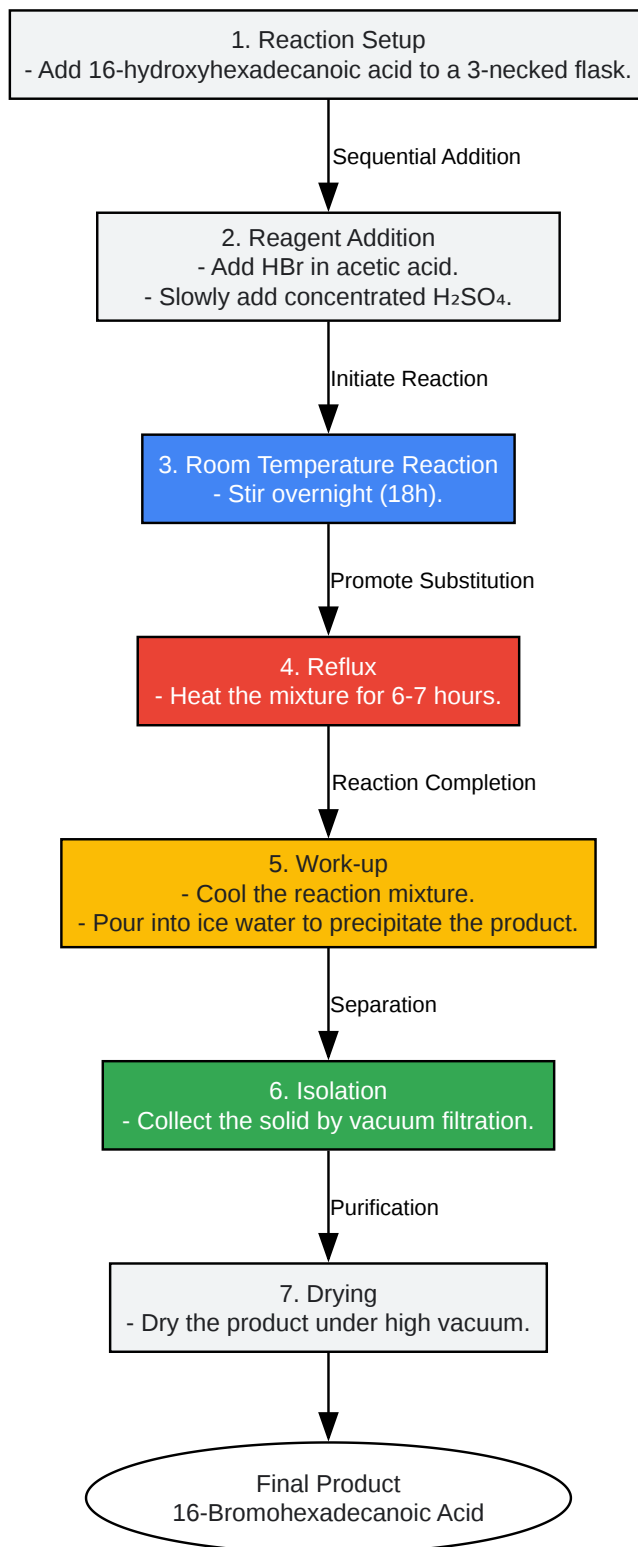 1. Reaction Setup
- Add 16-hydroxyhexadecanoic acid to a 3-necked flask.
Sequential Addition
2. Reagent Addition
- Add HBr in acetic acid.
- Slowly add concentrated H₂SO₄.
Initiate Reaction
3. Room Temperature Reaction
- Stir overnight (18h).
Promote Substitution
4. Reflux
- Heat the mixture for 6-7 hours.
Reaction Completion
5. Work-up
- Cool the reaction mixture.
- Pour into ice water to precipitate the product.
Separation
6. Isolation
- Collect the solid by vacuum filtration.
Purification
7. Drying
- Dry the product under high vacuum.
Final Product
16-Bromohexadecanoic Acid